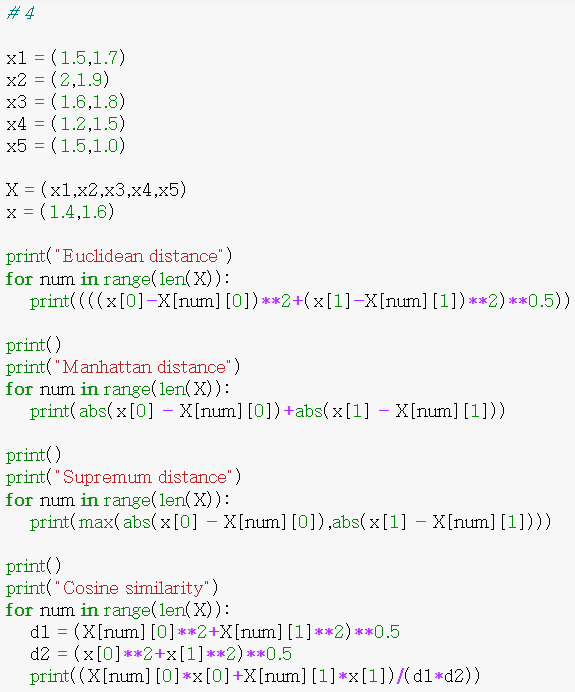 # 4

x1 = (1.5,1.7)
x2 = (2,1.9)
x3 = (1.6,1.8)
x4 = (1.2,1.5)
x5 = (1.5,1.0)

X = (x1,x2,x3,x4,x5)
x = (1.4,1.6)

print("Euclidean distance")
for num in range(len(X)):
    print((((x[0]-X[num][0])**2+(x[1]-X[num][1])**2)**0.5))

print()
print("Manhattan distance")
for num in range(len(X)):
    print(abs(x[0] - X[num][0])+abs(x[1] - X[num][1]))

print()
print("Supremum distance")
for num in range(len(X)):
    print(max(abs(x[0] - X[num][0]),abs(x[1] - X[num][1])))

print()
print("Cosine similarity")
for num in range(len(X)):
    d1 = (X[num][0]**2+X[num][1]**2)**0.5
    d2 = (x[0]**2+x[1]**2)**0.5
    print((X[num][0]*x[0]+X[num][1]*x[1])/(d1*d2))